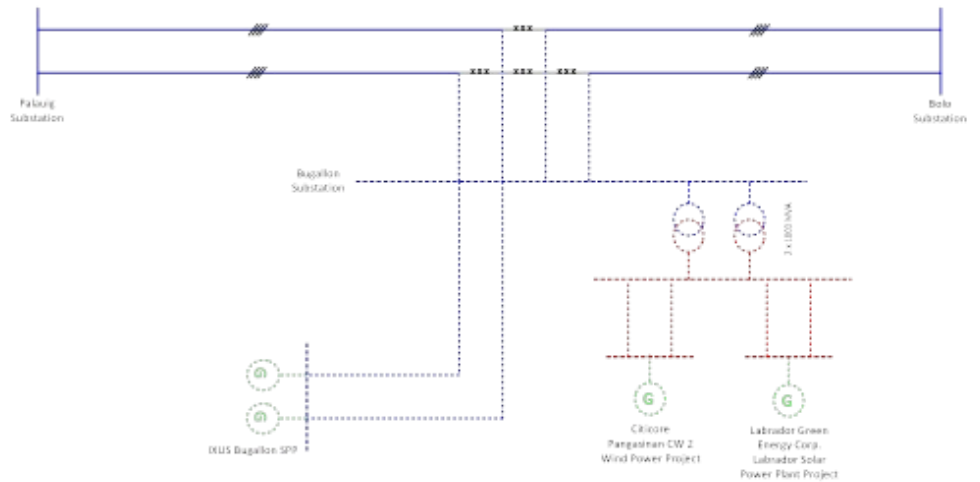 Palauig
Substation
Bolo
Substation
Bugallon
Substation
2 x 1000 MVA
G
G
IXUS Bugallon SPP
G
G
Citicore
Pangasinan CW 2
Wind Power Project
Labrador Green
Energy Corp.
Labrador Solar
Power Plant Project